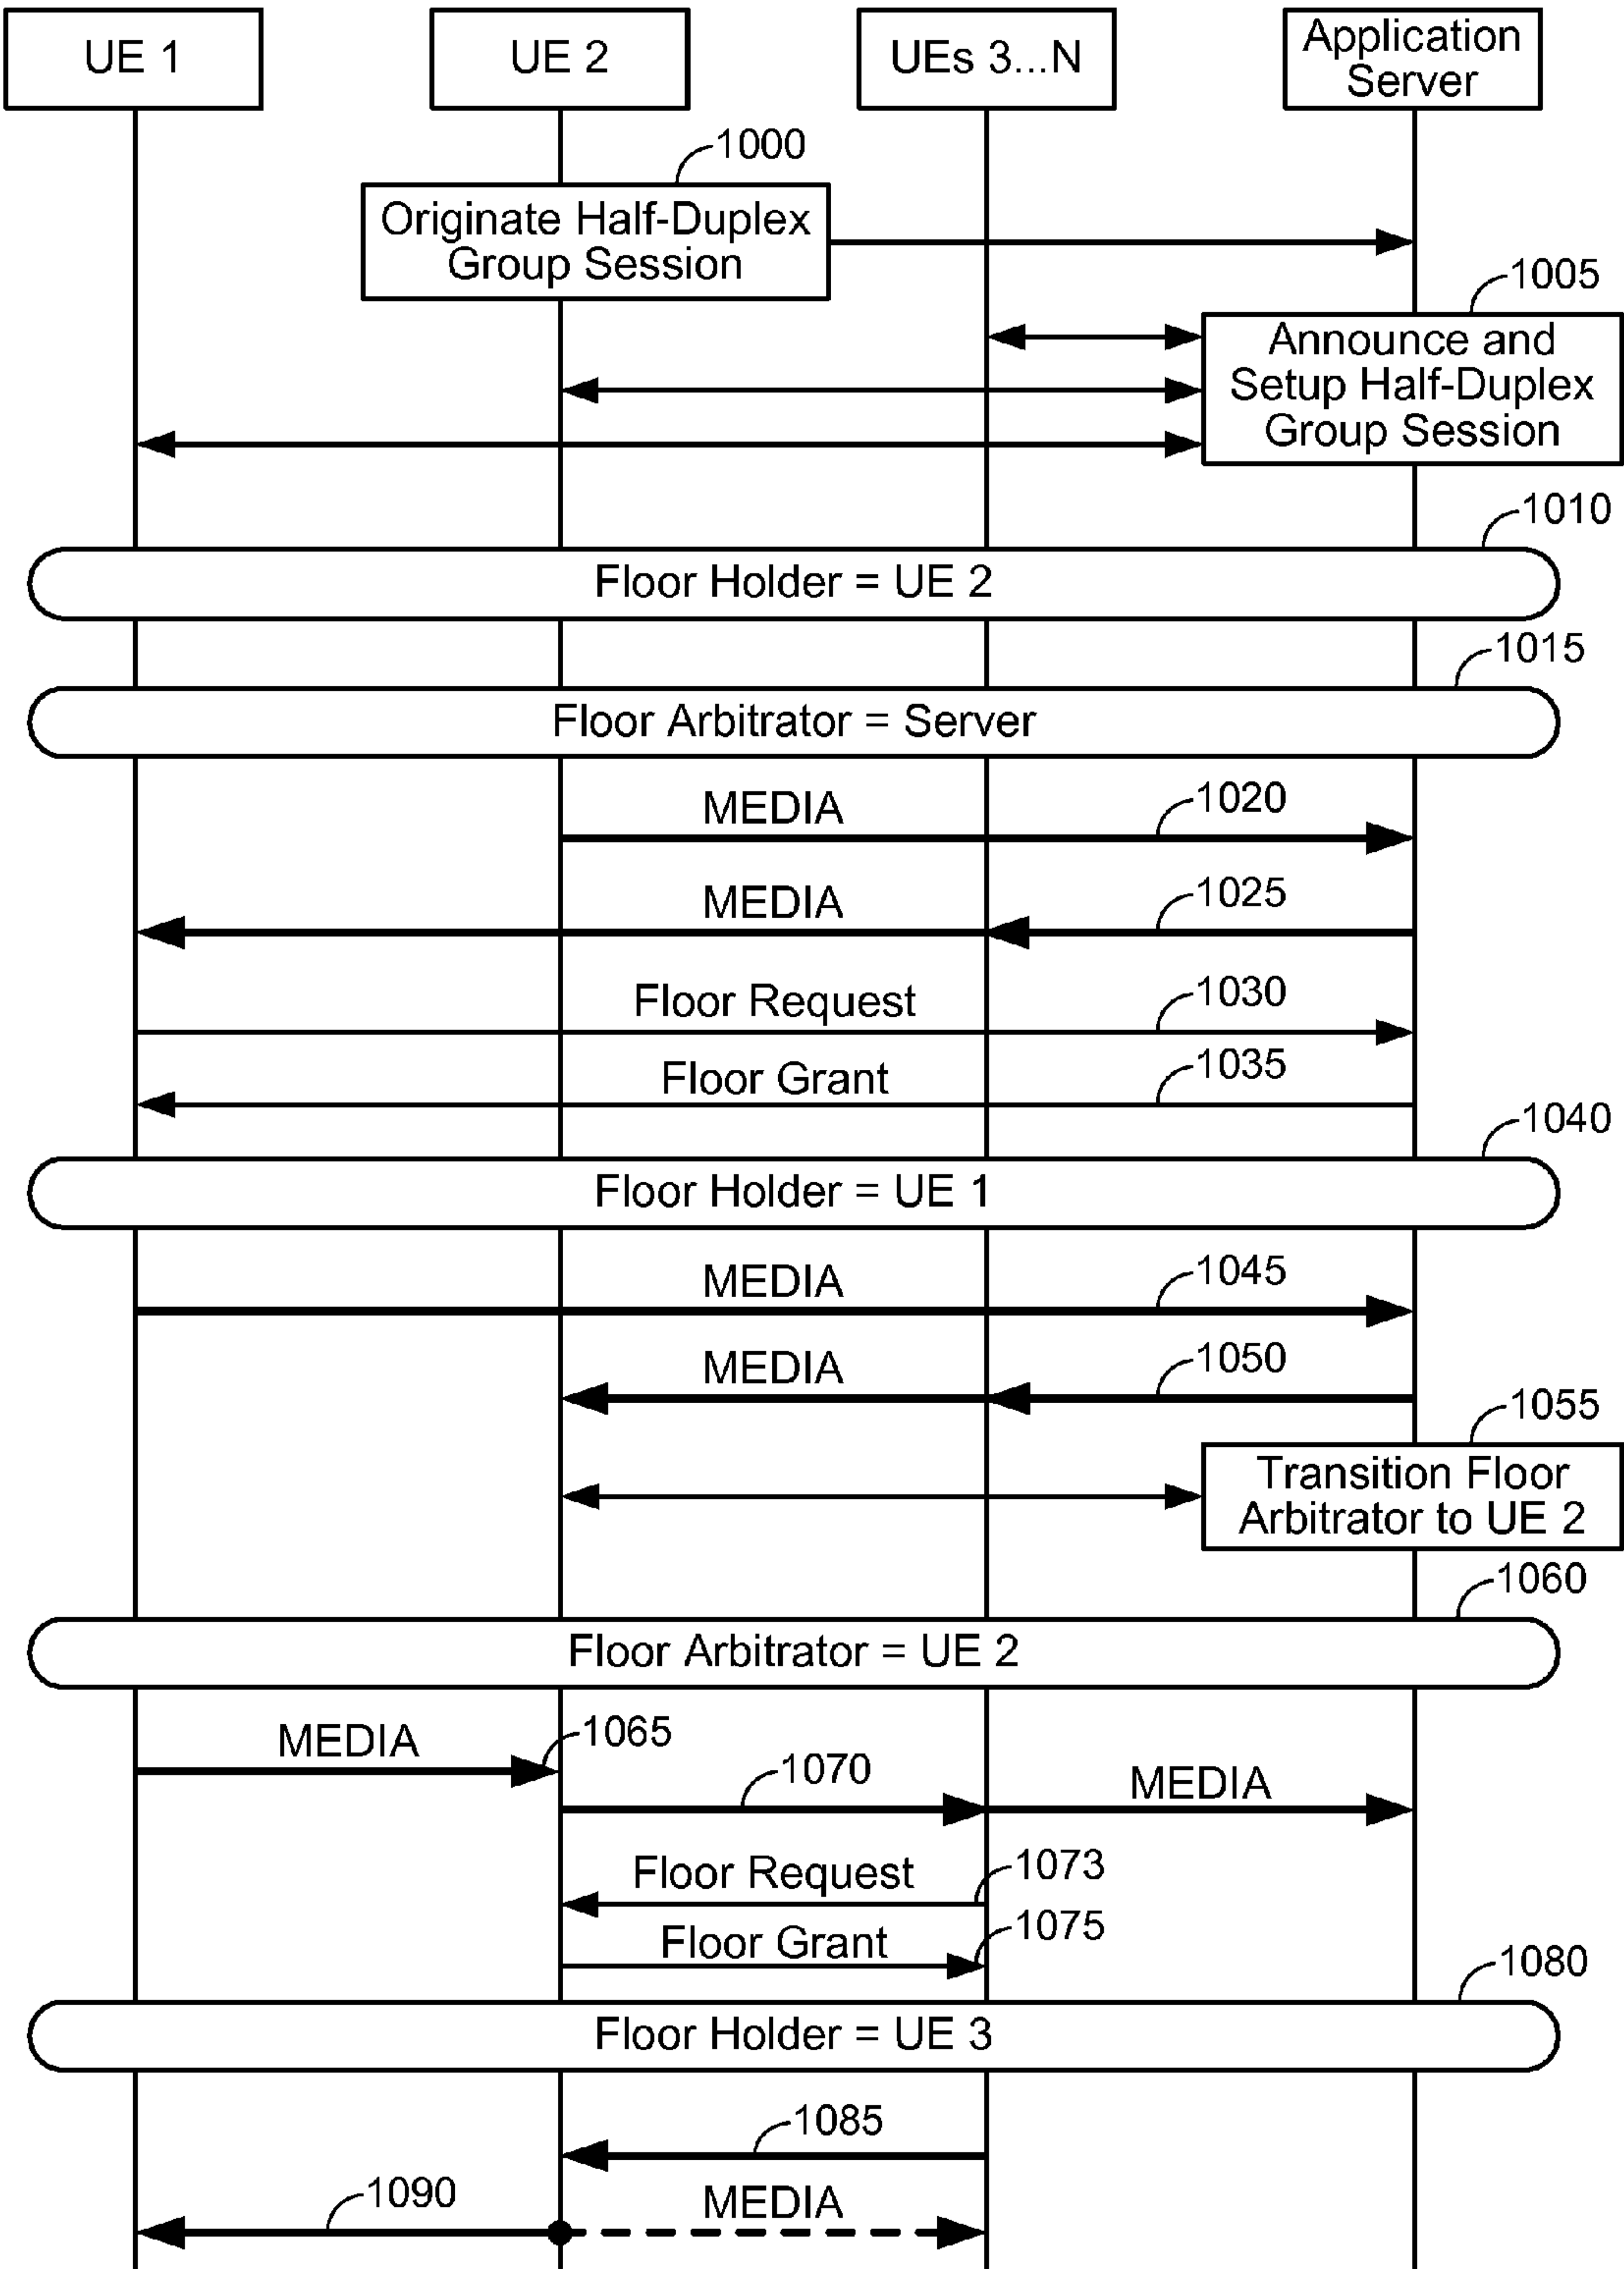 UE 1
UE 2
UEs 3...N
Application
Server
1000
Originate Half-Duplex
Group Session
1005
Announce and
Setup Half-Duplex
Group Session
1010
Floor Holder = UE 2
1015
Floor Arbitrator = Server
MEDIA
1020
MEDIA
1025
Floor Request
1030
Floor Grant
1035
1040
Floor Holder = UE 1
MEDIA
1045
MEDIA
1050
1055
Transition Floor
Arbitrator to UE 2
1060
Floor Arbitrator = UE 2
MEDIA
1065
1070
MEDIA
Floor Request
1073
Floor Grant
1075
1080
Floor Holder = UE 3
1085
1090
MEDIA